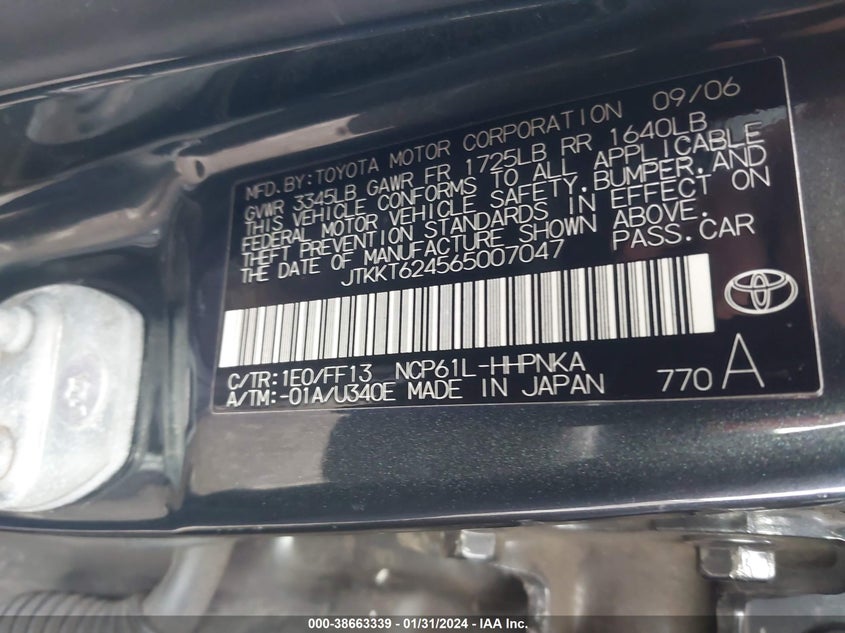 MFD.BY:TOYOTA MOTOR CORPORATION 09/06
GVWR 3345LB GAWR FR 1725LB RR 1640LB
THIS VEHICLE CONFORMS TO ALL APPLICABLE
FEDERAL MOTOR VEHICLE SAFETY,BUMPER,AND
THEFT PREVENTION STANDARDS IN EFFECT ON
THE DATE OF MANUFACTURE SHOWN ABOVE.
JTKKT624565007047 PASS.CAR
C/TR:1E0/FF13 NCP61L-HHPNKA
A/TM:-01A/U340E MADE IN JAPAN 770 A
000-38663339 - 01/31/2024 - IAA Inc.